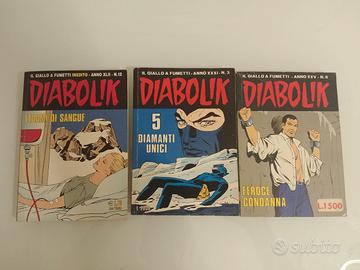 IL GIALLO A FUMETTI INEDITO - ANNO XLII - N.12
DIABOLIK
DI SANGUE
IL GIALLO A FUMETTI - ANNO XXXI - N. 3
DIABOLIK
5
DIAMANTI
UNICI
IL GIALLO A FUMETTI - ANNO XXV - N. 8
DIABOLIK
FEROCE
CONDANNA
L.1500
subito